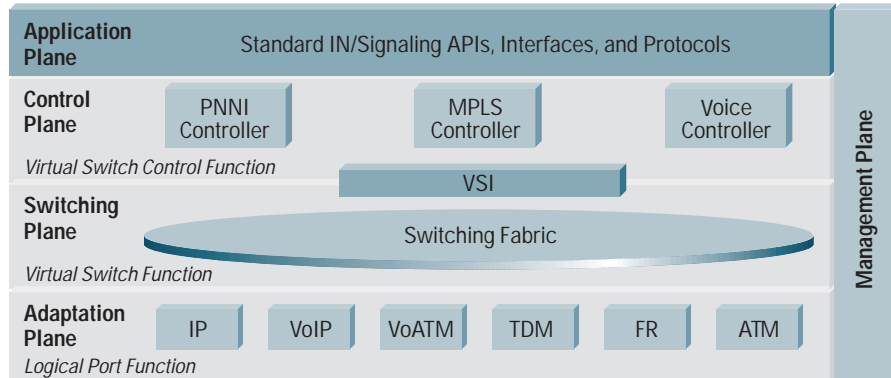 Application
Plane
Standard IN/Signaling APIs, Interfaces, and Protocols
Control
Plane
PNNI
Controller
MPLS
Controller
Voice
Controller
Virtual Switch Control Function
VSI
Switching
Plane
Switching Fabric
Virtual Switch Function
Adaptation
Plane
IP
VoIP
VoATM
TDM
FR
ATM
Logical Port Function
Management Plane